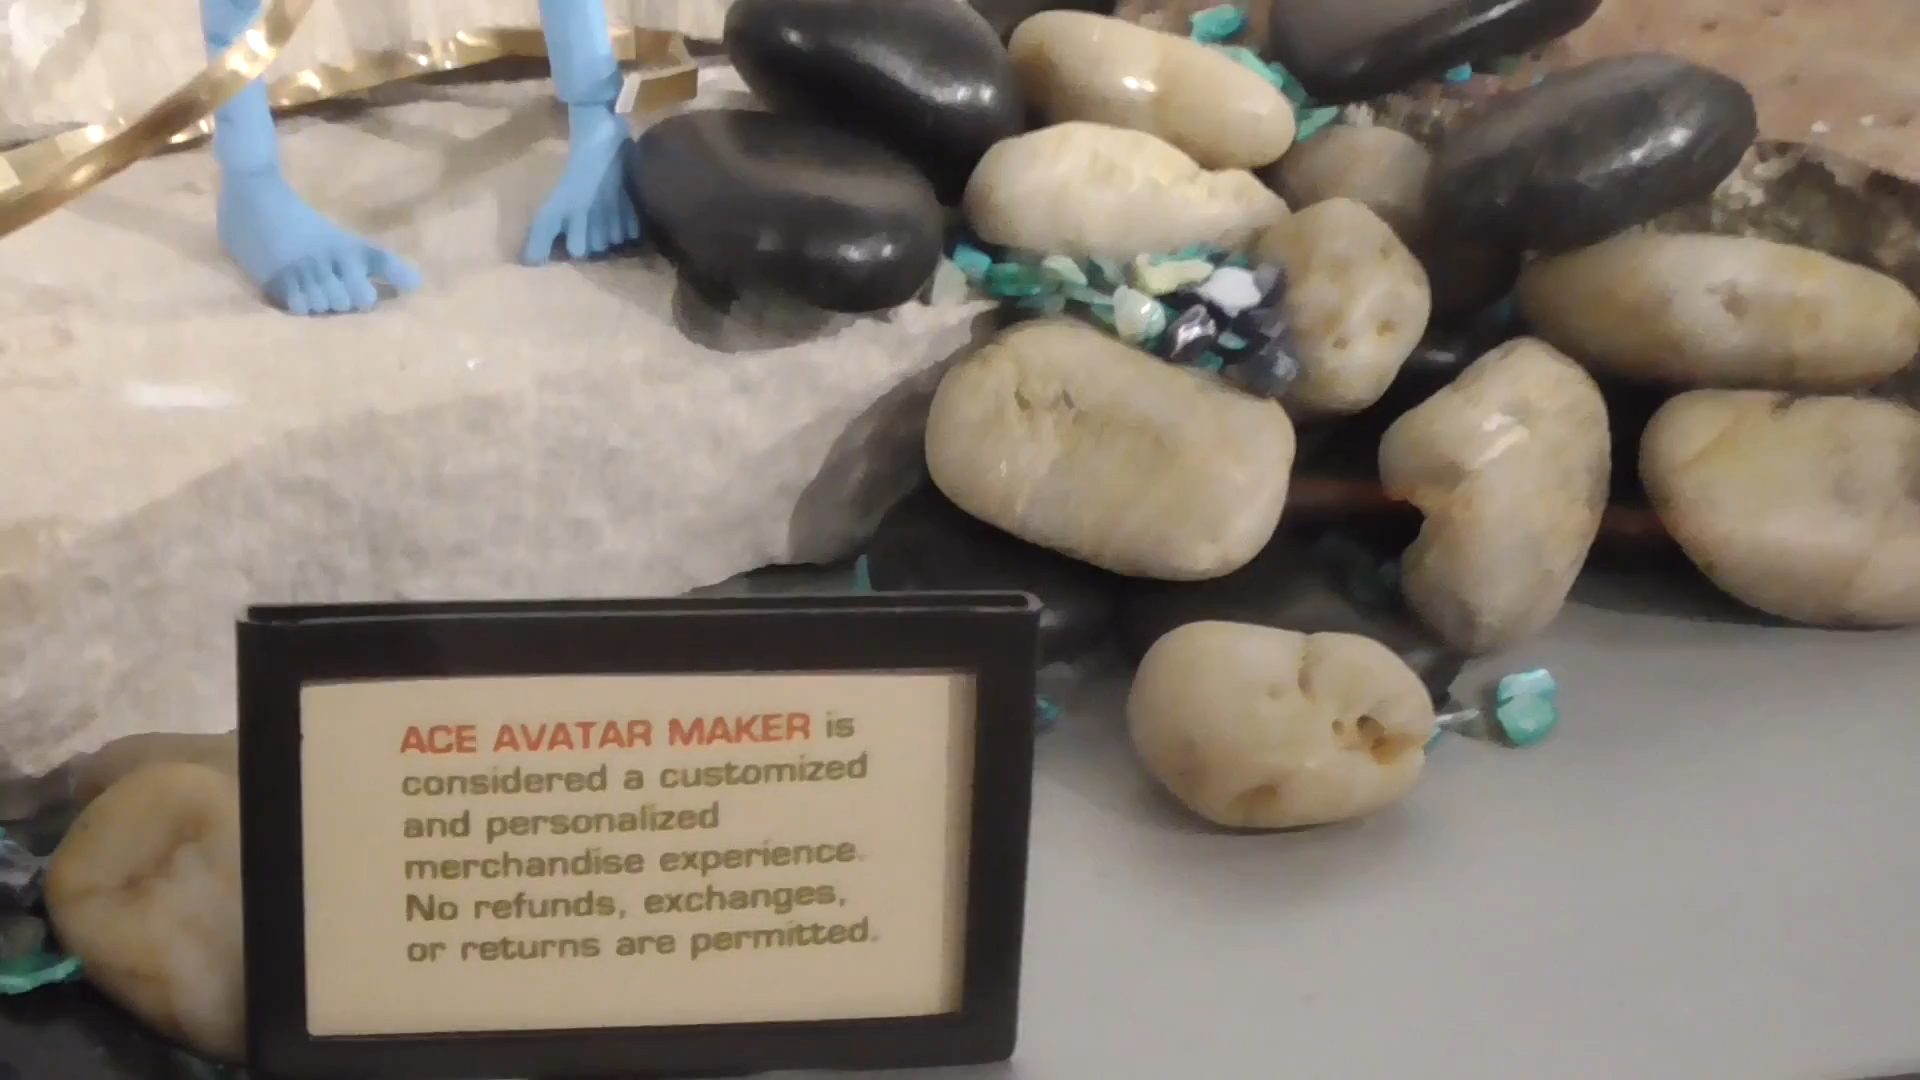 ACE AVATAR MAKER is
considered a customized
and personalized
merchandise experience.
No refunds, exchanges,
or returns are permitted.